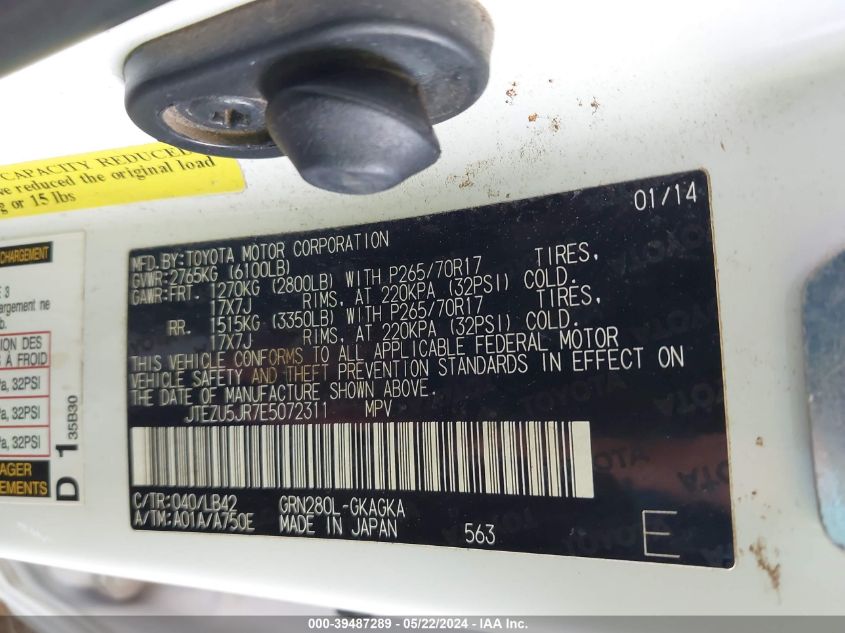 CAPACITY REDUCED
we reduced the original load
g or 15 lbs
CHARGEMENT
E 3
hargement ne
b.
ION DES
À FROID
Pa, 32PSI
a, 32PSI
a, 32PSI
AGER
EMENTS
D 1 35B30
01/14
MFD.BY:TOYOTA MOTOR CORPORATION
GVWR:2765KG (6100LB)
GAWR:FRT. 1270KG (2800LB) WITH P265/70R17 TIRES,
17X7J RIMS, AT 220KPA (32PSI) COLD.
RR. 1515KG (3350LB) WITH P265/70R17 TIRES,
17X7J RIMS, AT 220KPA (32PSI) COLD.
THIS VEHICLE CONFORMS TO ALL APPLICABLE FEDERAL MOTOR
VEHICLE SAFETY AND THEFT PREVENTION STANDARDS IN EFFECT ON
THE DATE OF MANUFACTURE SHOWN ABOVE.
JTEZU5JR7E5072311 MPV
C/TR:040/LB42 GRN280L-GKAGKA
A/TM:A01A/A750E MADE IN JAPAN 563
E
000-39487289 - 05/22/2024 - IAA Inc.